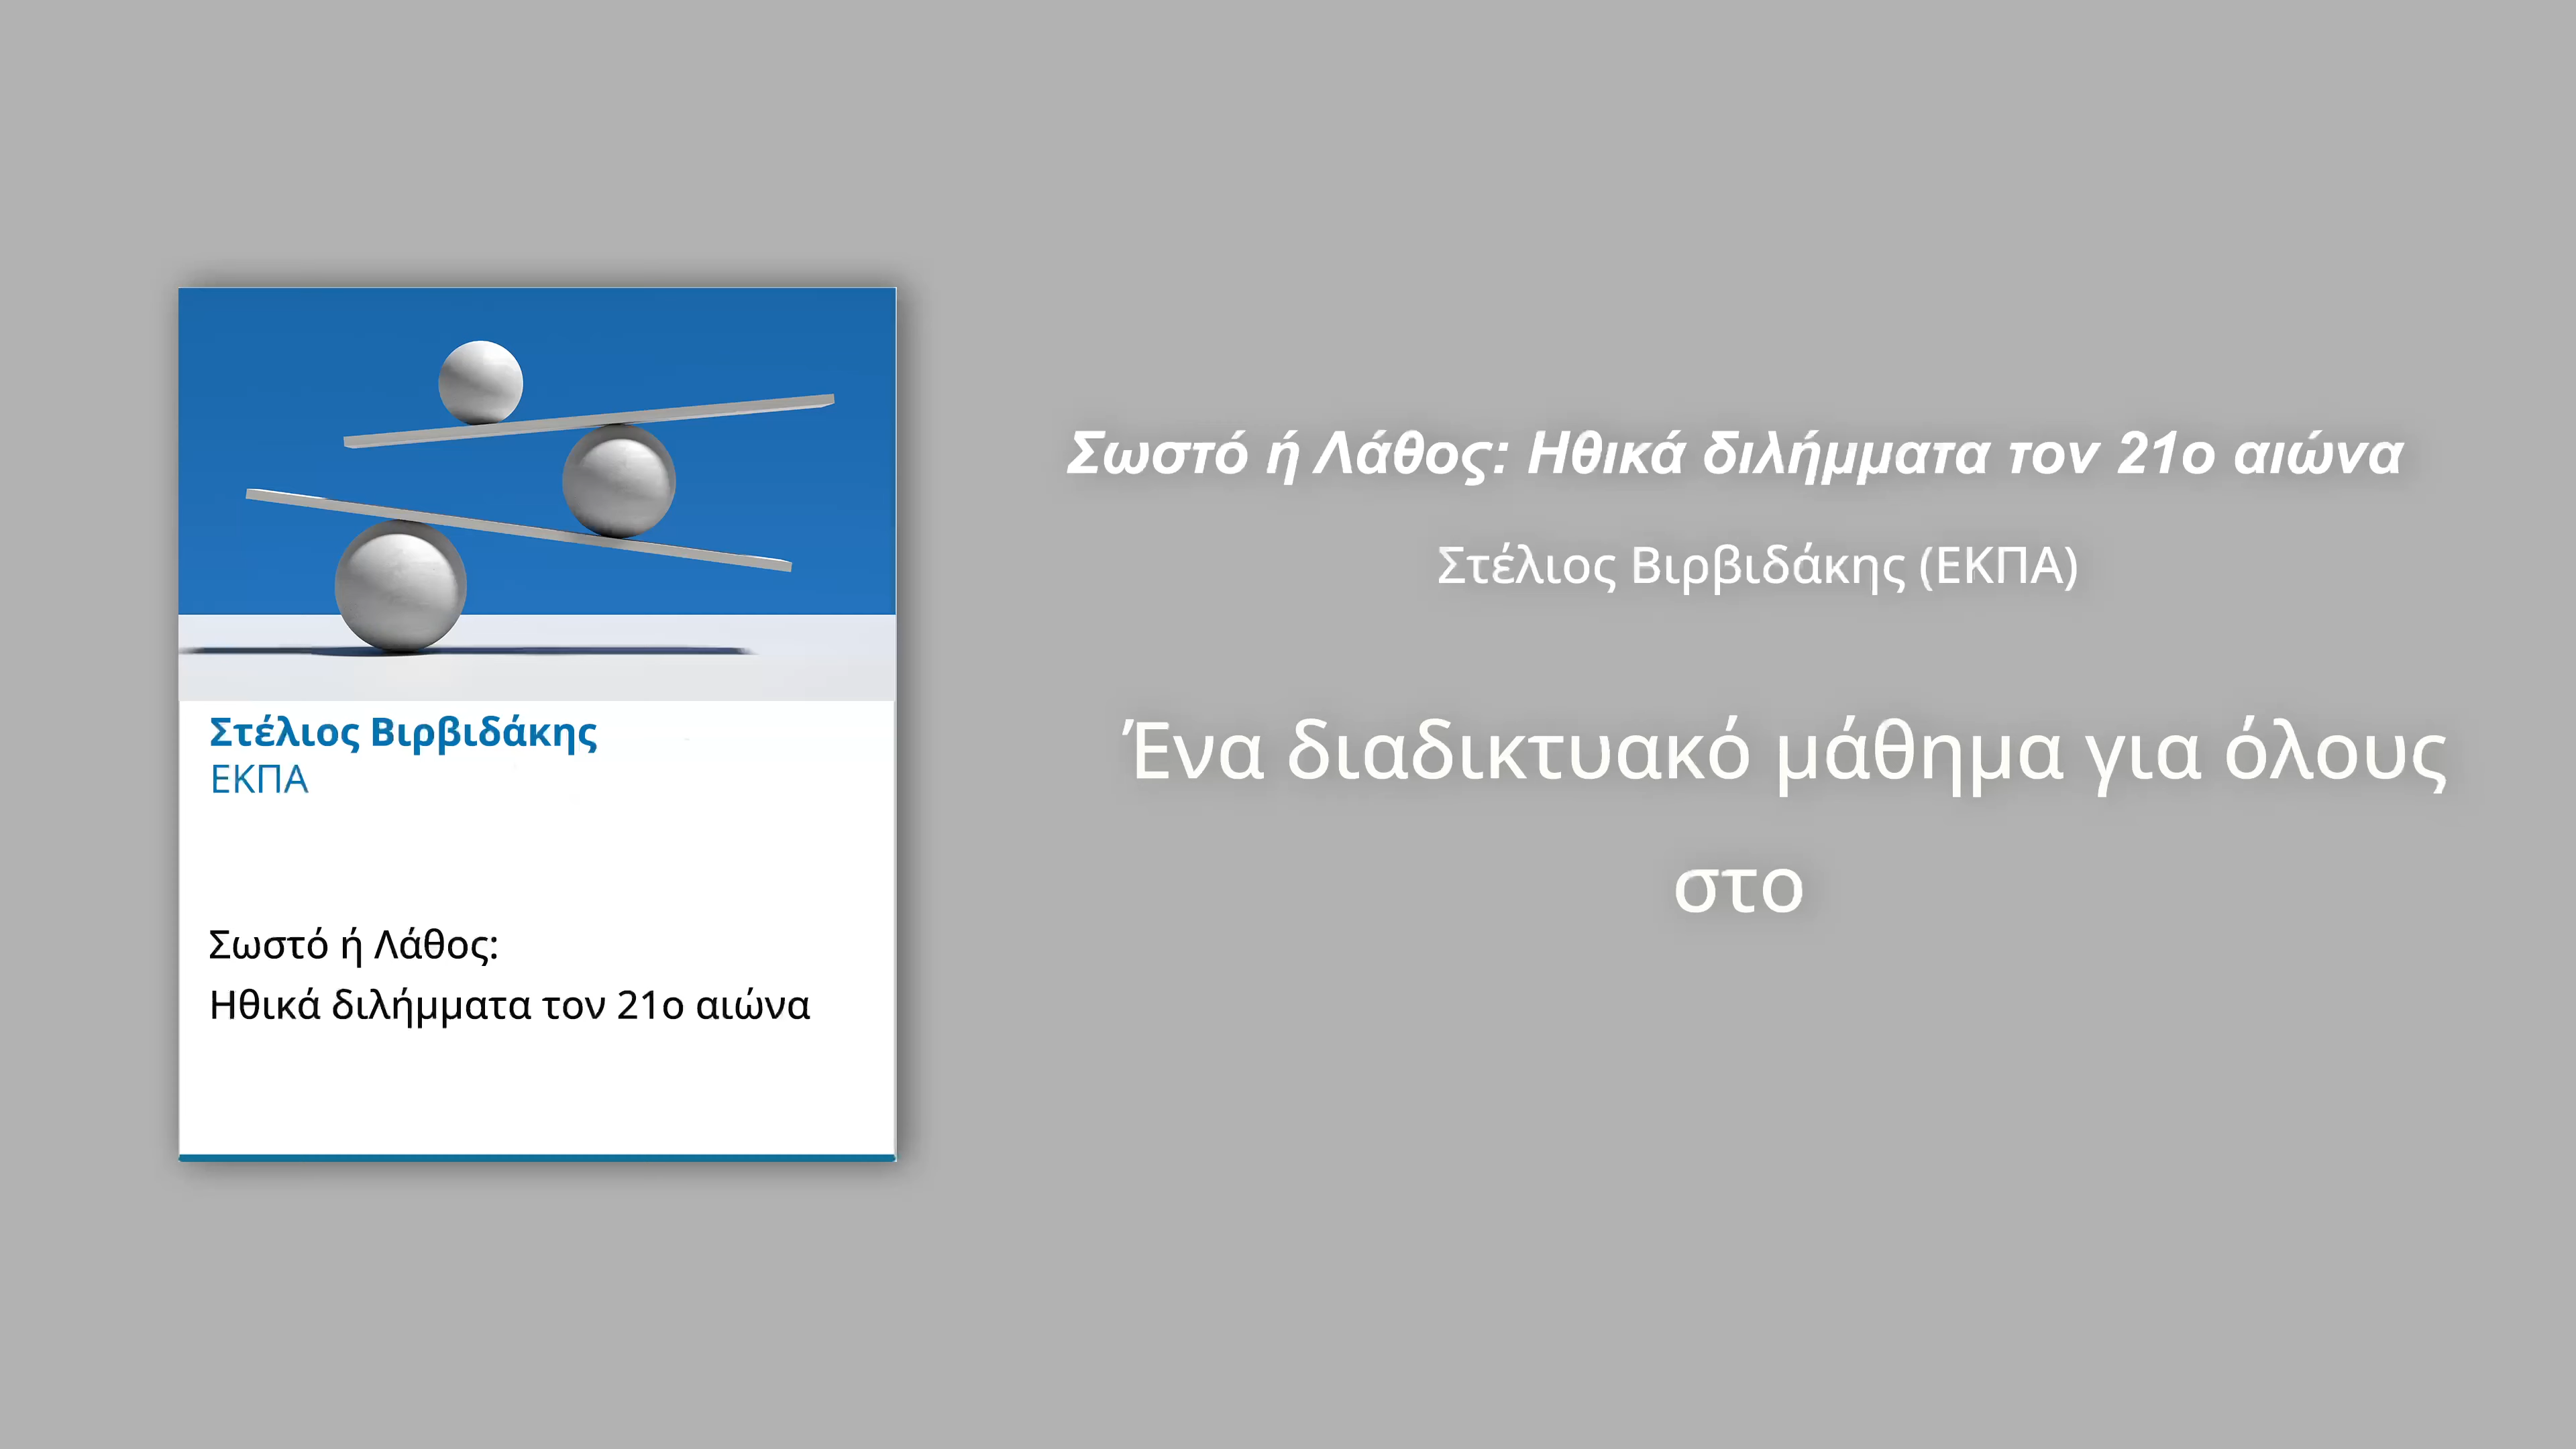 Στέλιος Βιρβιδάκης
ΕΚΠΑ
Σωστό ή Λάθος:
Ηθικά διλήμματα τον 21ο αιώνα
Σωστό ή Λάθος: Ηθικά διλήμματα τον 21ο αιώνα
Στέλιος Βιρβιδάκης (ΕΚΠΑ)
Ένα διαδικτυακό μάθημα για όλους
στο